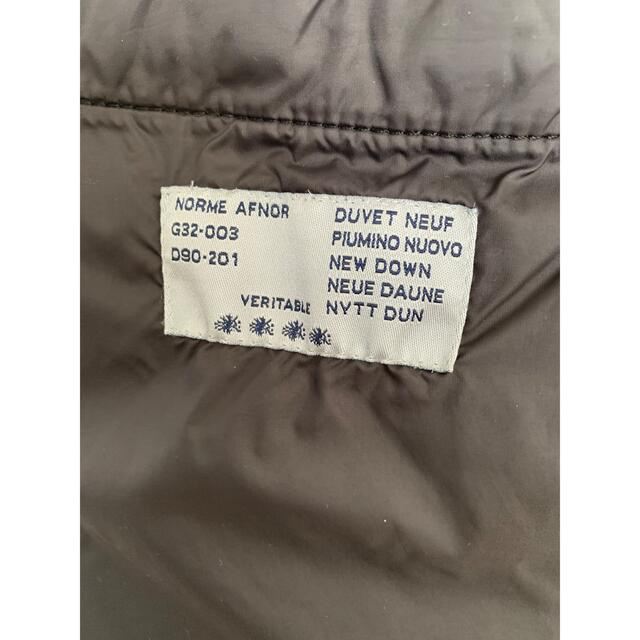 NORME AFNOR
G32-003
D90-201
VERITABLE
DUVET NEUF
PIUMINO NUOVO
NEW DOWN
NEUE DAUNE
NYTT DUN